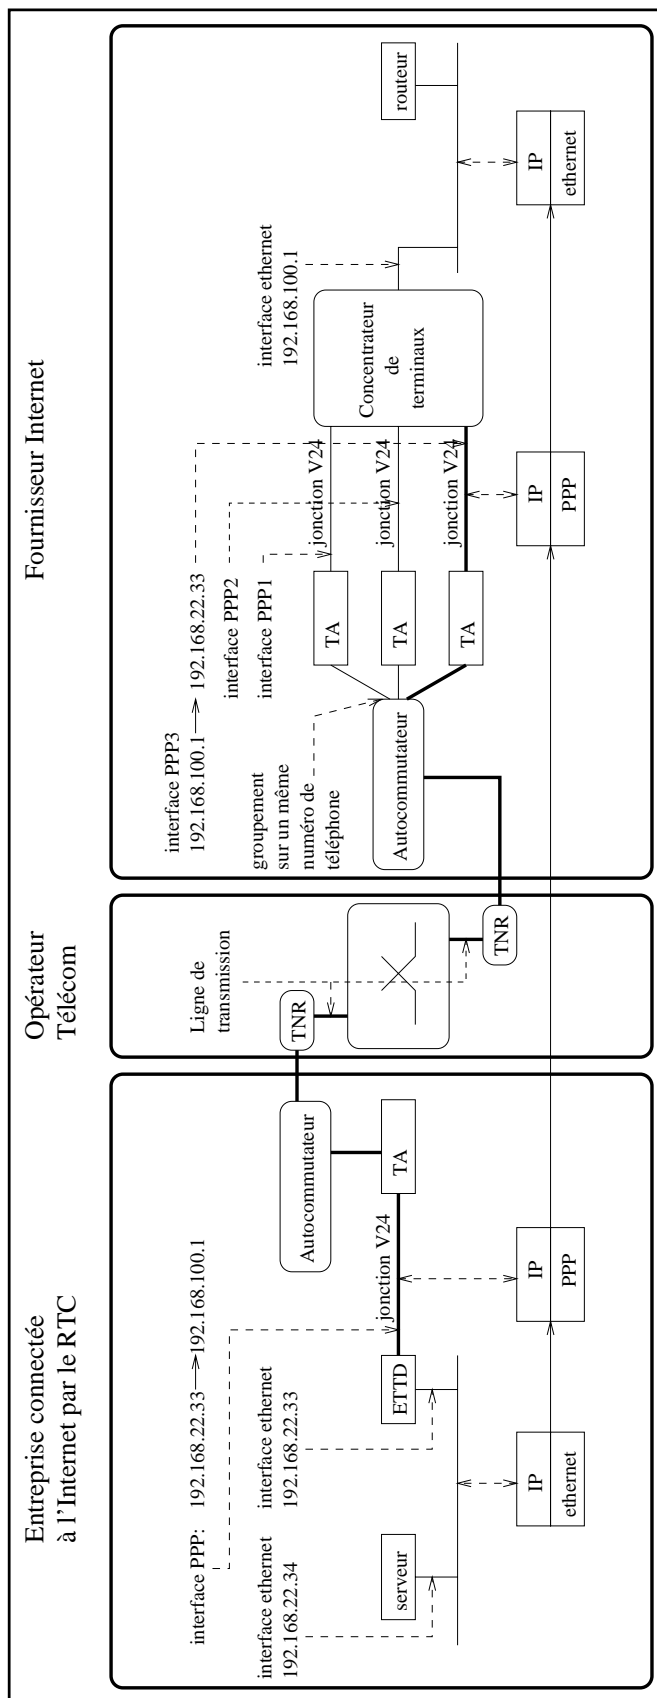 Entreprise connectée
à l'Internet par le RTC
Opérateur
Télécom
Fournisseur Internet
interface PPP: 192.168.22.33 192.168.100.1
interface ethernet
192.168.22.34
interface ethernet
192.168.22.33
serveur
ETTD
jonction V24
TA
Autocommutateur
IP
ethernet
IP
PPP
Ligne de
transmission
TNR
TNR
interface PPP3
192.168.100.1 192.168.22.33
interface PPP2
interface PPP1
groupement
sur un même
numéro de
téléphone
Autocommutateur
TA
TA
TA
jonction V24
jonction V24
jonction V24
Concentrateur
de
terminaux
interface ethernet
192.168.100.1
routeur
IP
PPP
IP
ethernet